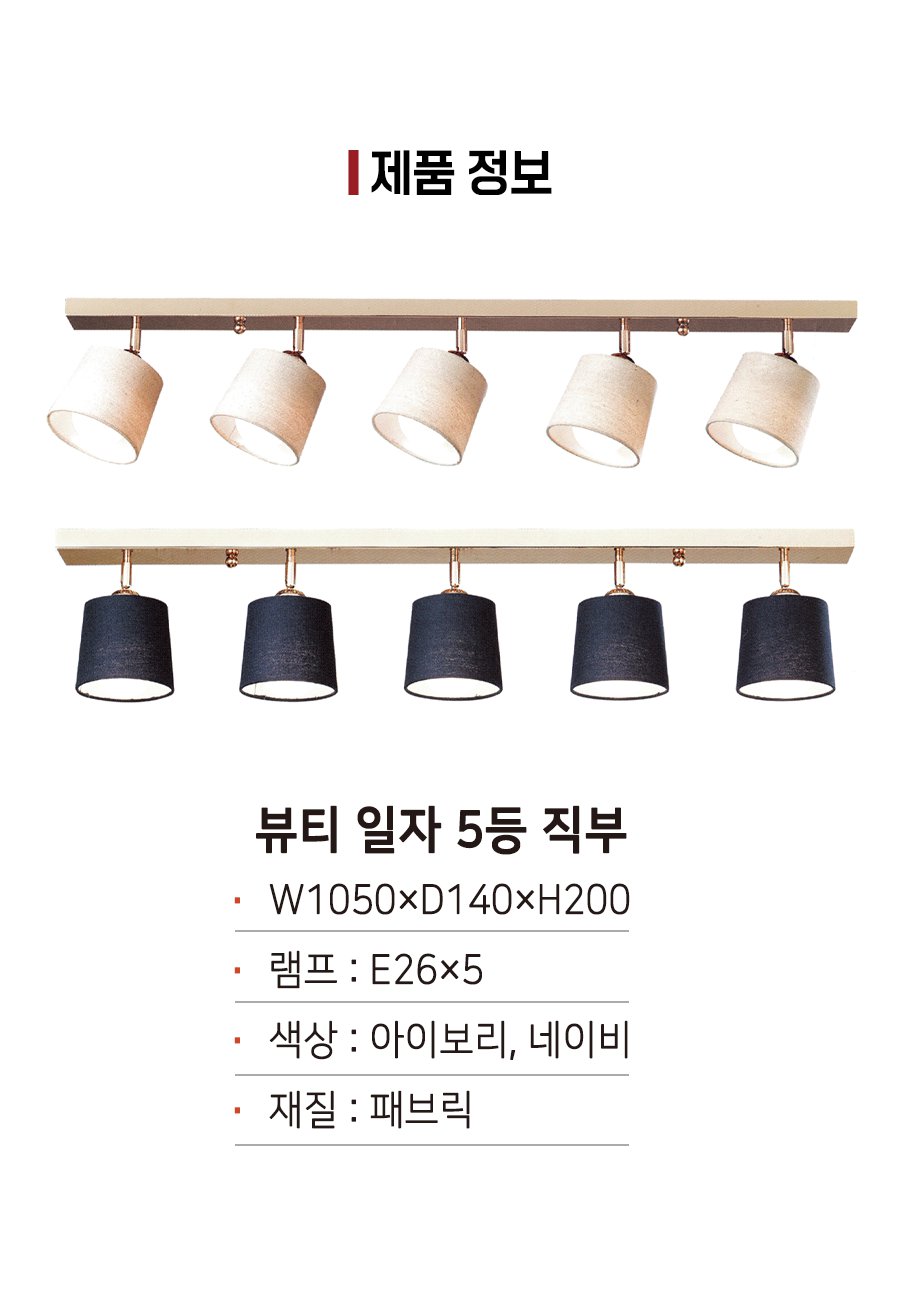 제품 정보
뷰티 일자 5등 직부
· W1050×D140×H200
· 램프 : E26×5
· 색상 : 아이보리, 네이비
· 재질 : 패브릭